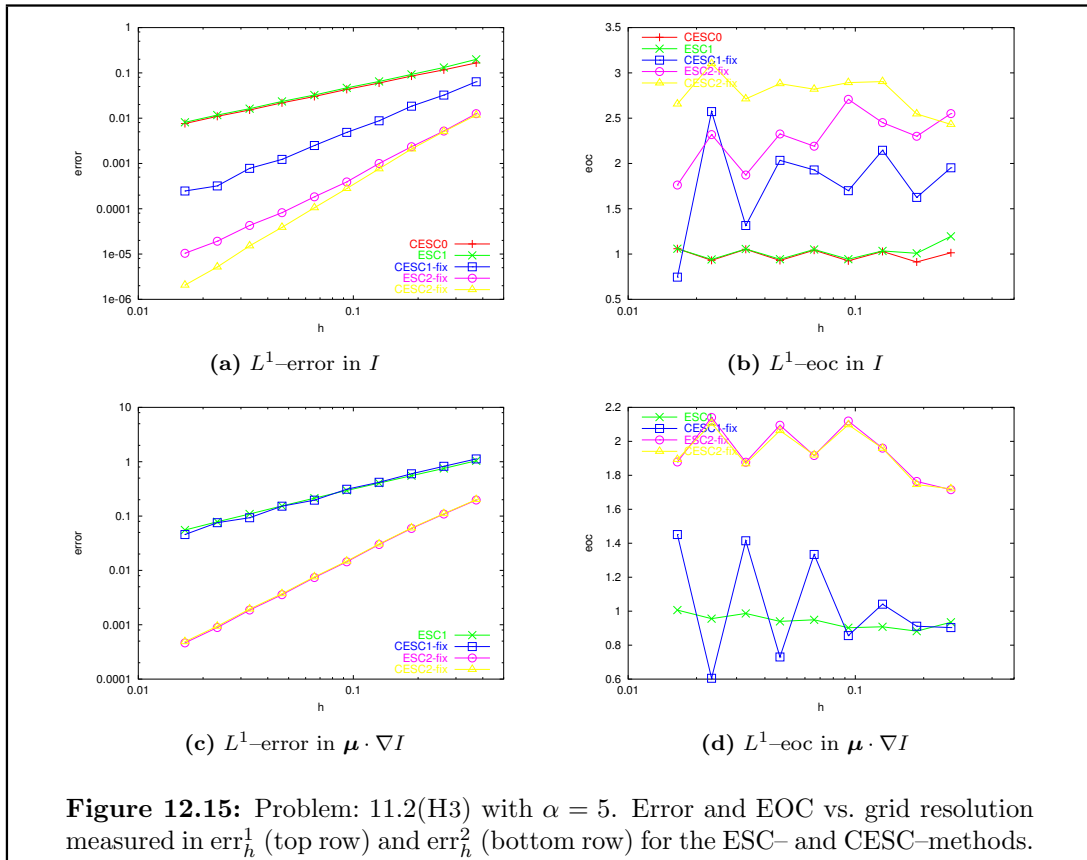 1
0.1
0.01
0.001
0.0001
1e-05
1e-06
0.01
0.1
error
h
CESC0
ESC1
CESC1-fix
ESC2-fix
CESC2-fix
(a) L¹–error in I
3.5
3
2.5
2
1.5
1
0.5
0.01
0.1
eoc
h
CESC0
ESC1
CESC1-fix
ESC2-fix
CESC2-fix
(b) L¹–eoc in I
10
1
0.1
0.01
0.001
0.0001
0.01
0.1
error
h
ESC1
CESC1-fix
ESC2-fix
CESC2-fix
(c) L¹–error in μ · ∇I
2.2
2
1.8
1.6
1.4
1.2
1
0.8
0.6
0.01
0.1
eoc
h
ESC1
CESC1-fix
ESC2-fix
CESC2-fix
(d) L¹–eoc in μ · ∇I
Figure 12.15: Problem: 11.2(H3) with α = 5. Error and EOC vs. grid resolution
measured in err¹ₕ (top row) and err²ₕ (bottom row) for the ESC– and CESC–methods.